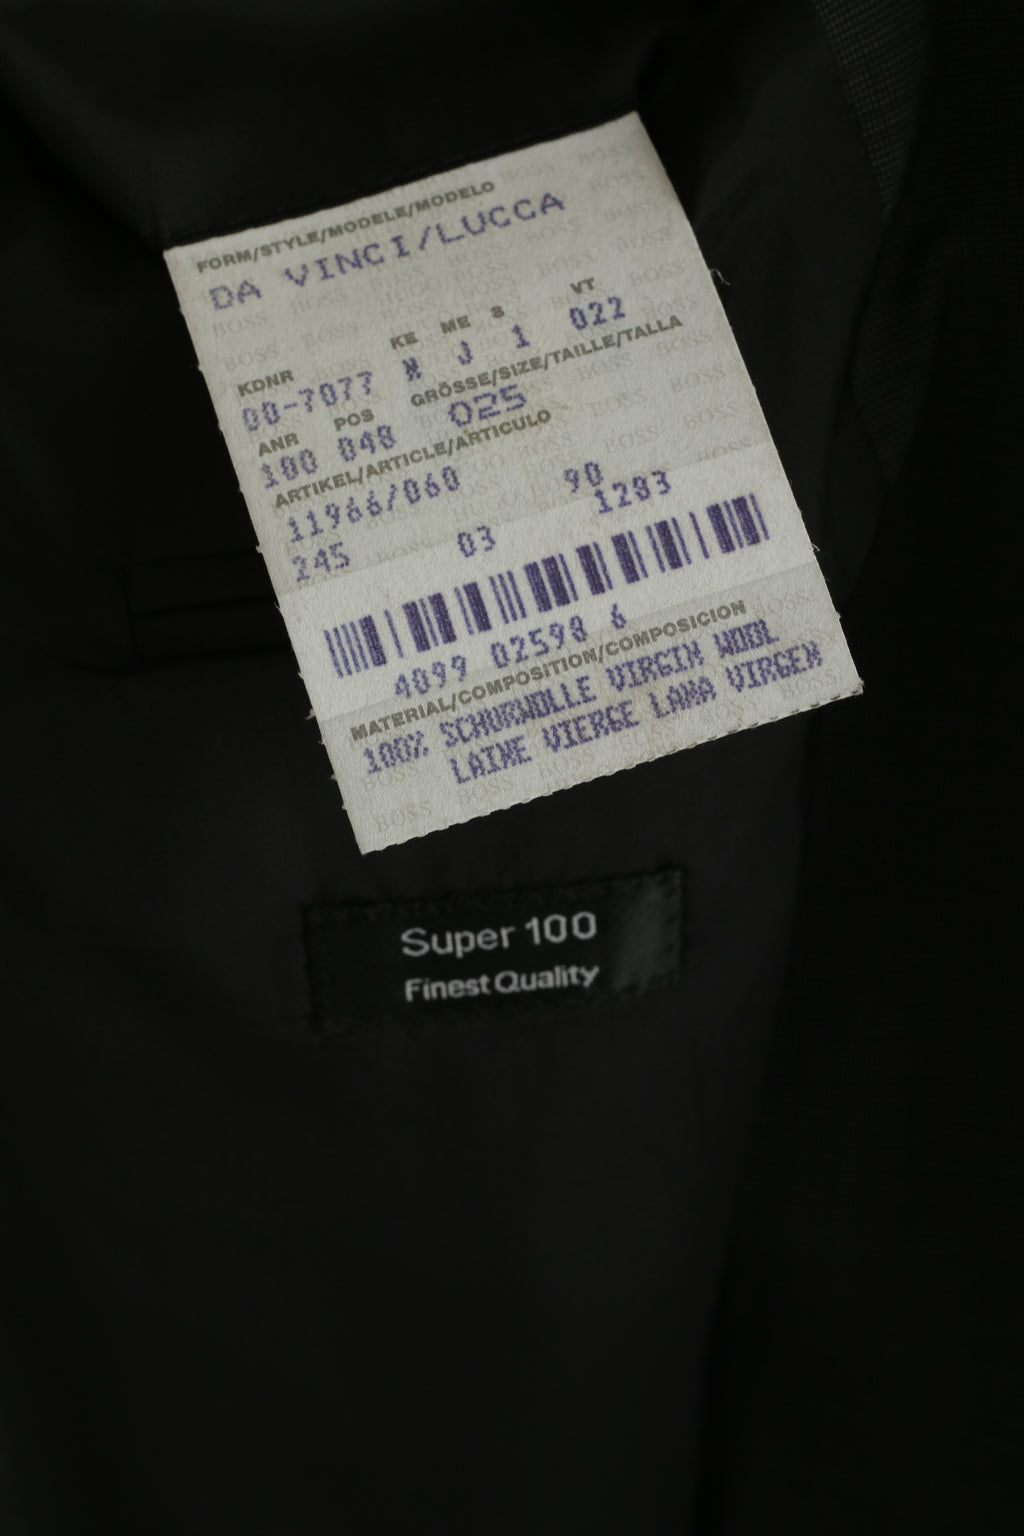 FORM/STYLE/MODELE/MODELO
DA VINCI/LUCCA
KDNR KE ME S VT
00-7077 N J 1 022
ANR POS GRÖSSE/SIZE/TAILLE/TALLA
100 048 025
ARTIKEL/ARTICLE/ARTICULO
11966/060 90
245 03 1203
4099 02598 6
MATERIAL/COMPOSITION/COMPOSICION
100% SCHURWOLLE VIRGIN WOOL
LAINE VIERGE LANA VIRGEN
Super 100
Finest Quality